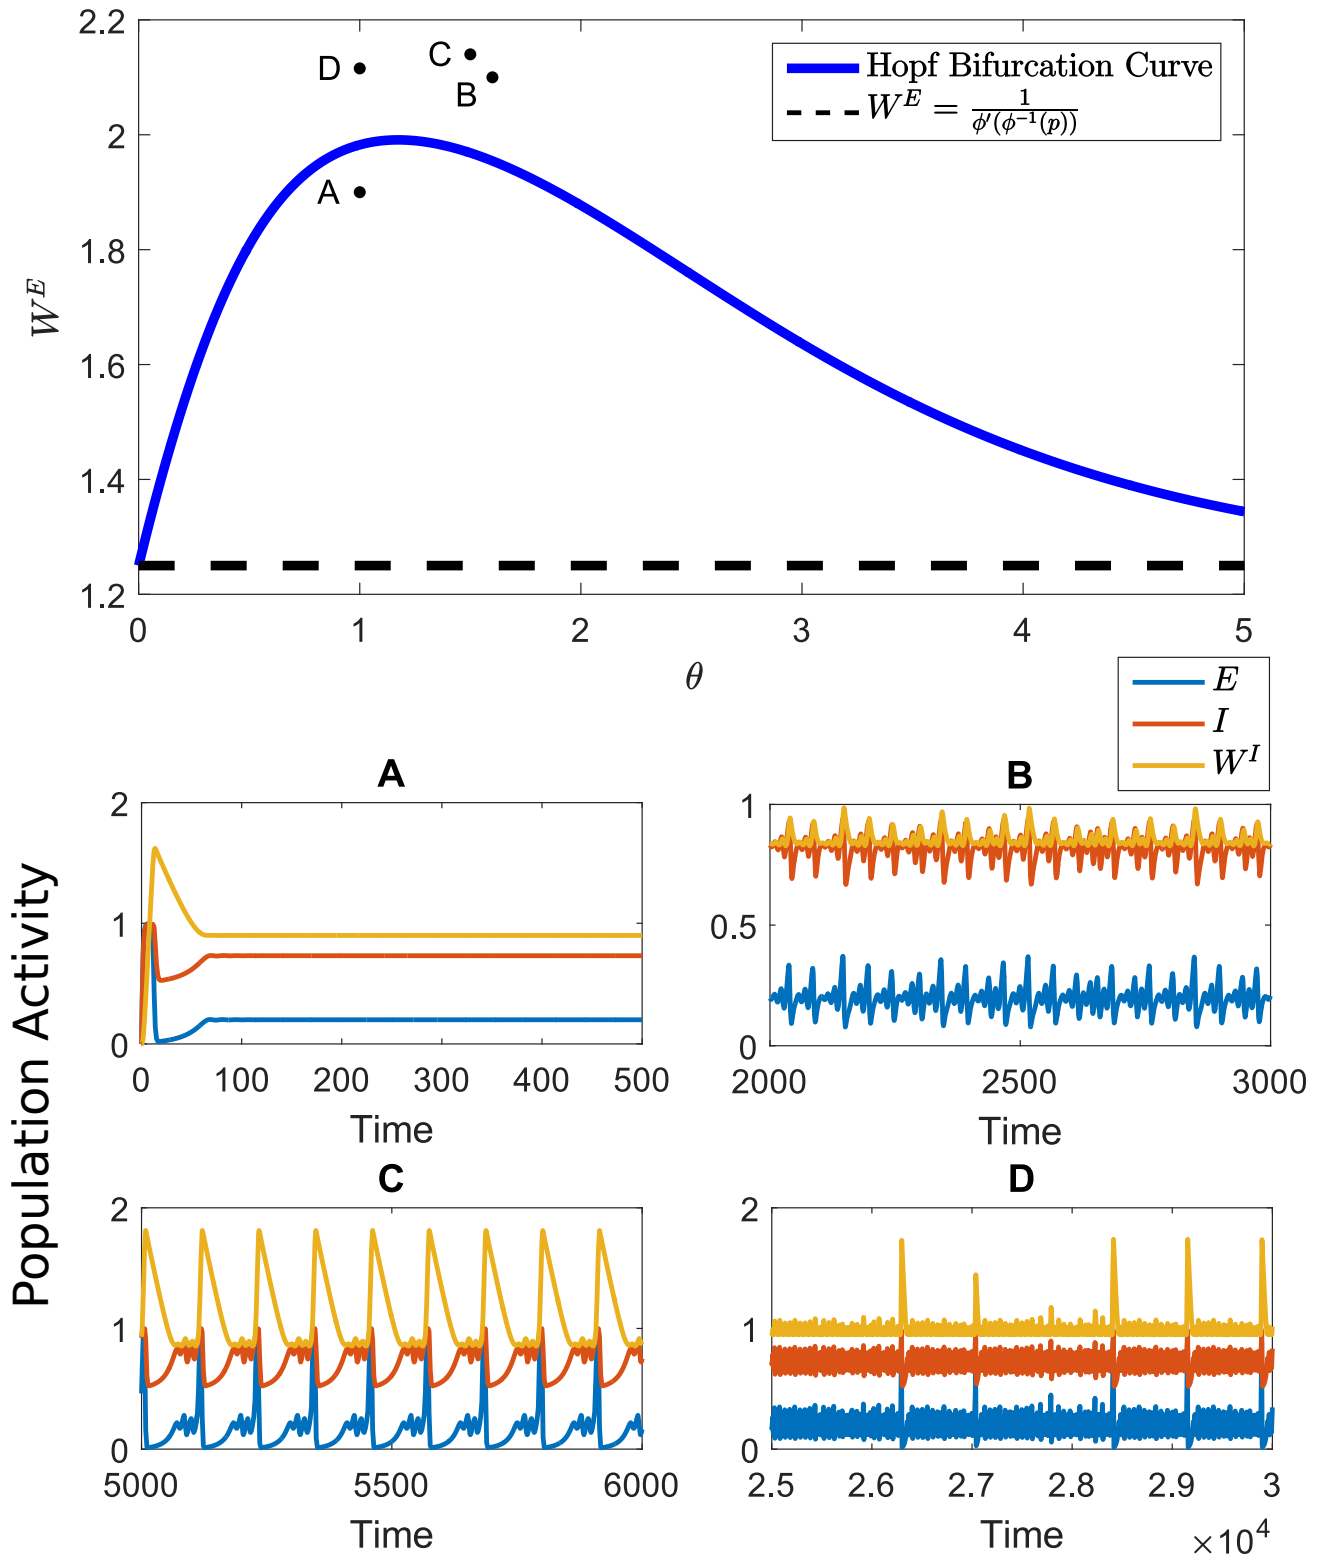 2.2
2
1.8
1.6
1.4
1.2
W^E
D
C
B
A
Hopf Bifurcation Curve
W^E = 1/φ′(φ^−1(p))
0 1 2 3 4 5
θ
E
I
W^I
Population Activity
A
2
1
0
0 100 200 300 400 500
Time
B
1
0.5
0
2000 2500 3000
Time
C
2
1
0
5000 5500 6000
Time
D
2
1
0
2.5 2.6 2.7 2.8 2.9 3
Time
×10^4